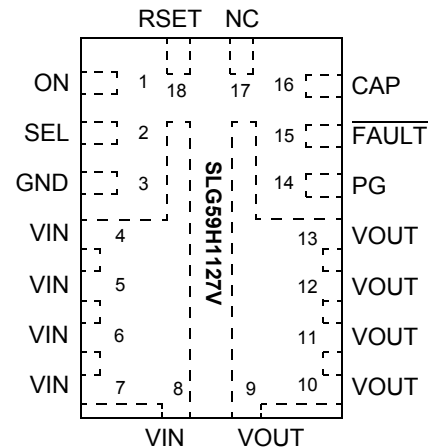 RSET NC
ON 1 18 17 16 CAP
SEL 2 15 FAULT
GND 3 14 PG
SLG59H1127V
VIN 4 13 VOUT
VIN 5 12 VOUT
VIN 6 11 VOUT
VIN 7 8 9 10 VOUT
VIN VOUT